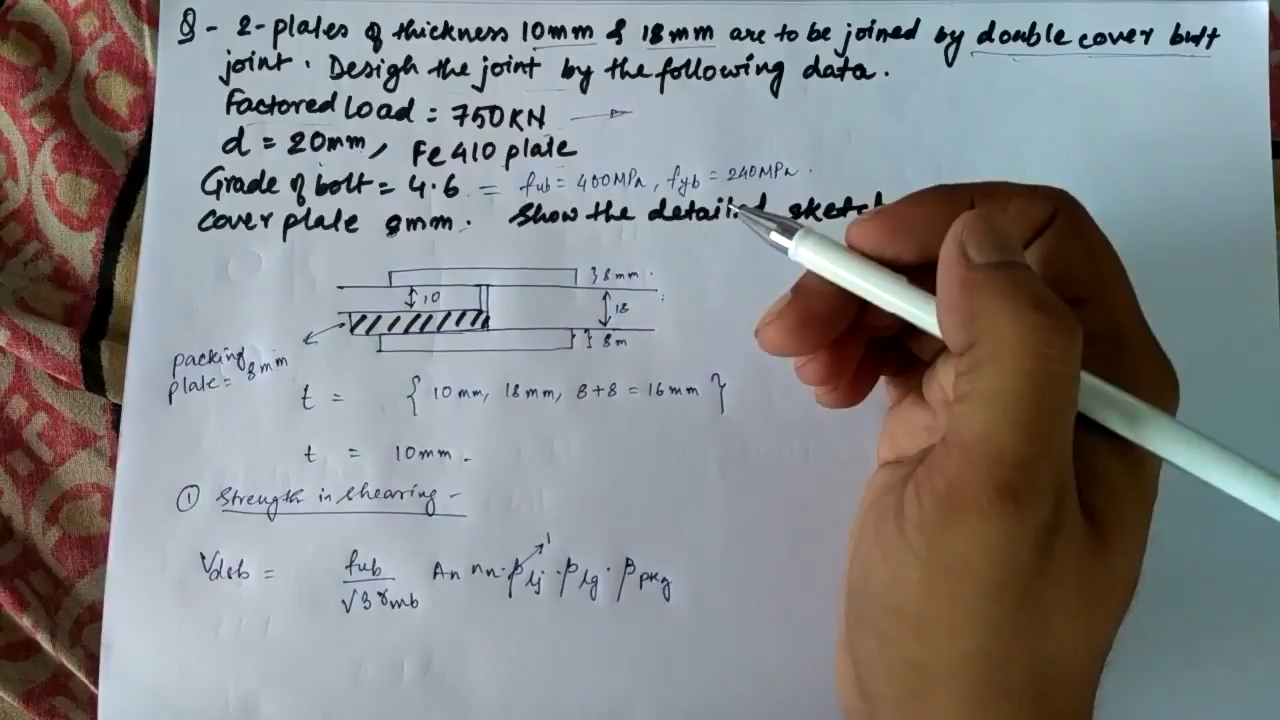 Q - 2-plates of thickness 10mm & 18mm are to be joined by double cover butt
joint. Design the joint by the following data.
Factored load = 750KN
d = 20mm, Fe410 plate
Grade of bolt = 4.6 = fub = 400MPa, fyb = 240MPa.
cover plate 8mm. Show the detailed sketch
}8mm.
10
18
} 8m
packing
plate = 8mm
t = { 10mm, 18mm, 8+8 = 16mm }
t = 10mm.
① Strength in shearing -
Vdsb = fub/√3 γmb An nn · βlj · βlg · βpkg
1